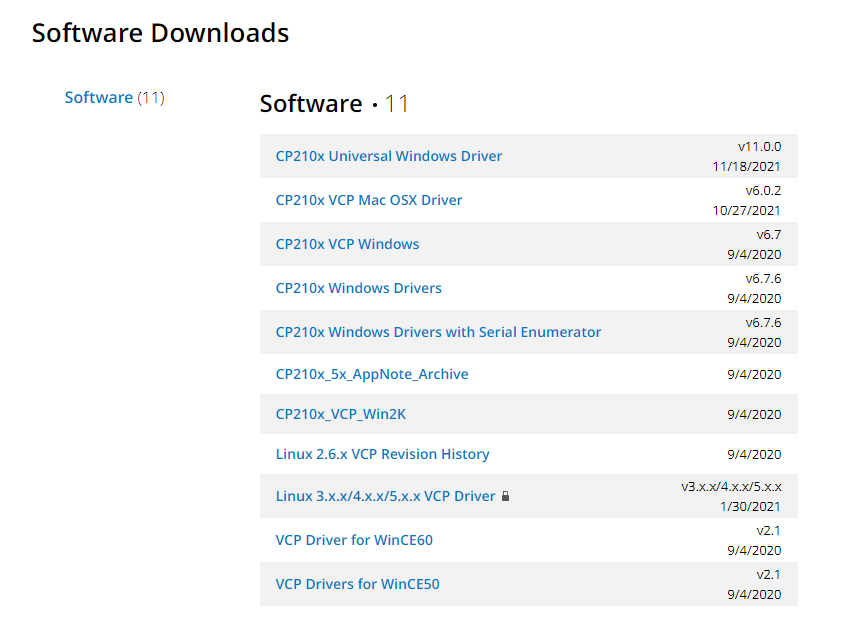 Software Downloads
Software (11)
Software • 11
CP210x Universal Windows Driver
v11.0.0
11/18/2021
CP210x VCP Mac OSX Driver
v6.0.2
10/27/2021
CP210x VCP Windows
v6.7
9/4/2020
CP210x Windows Drivers
v6.7.6
9/4/2020
CP210x Windows Drivers with Serial Enumerator
v6.7.6
9/4/2020
CP210x_5x_AppNote_Archive
9/4/2020
CP210x_VCP_Win2K
9/4/2020
Linux 2.6.x VCP Revision History
9/4/2020
Linux 3.x.x/4.x.x/5.x.x VCP Driver
v3.x.x/4.x.x/5.x.x
1/30/2021
VCP Driver for WinCE60
v2.1
9/4/2020
VCP Drivers for WinCE50
v2.1
9/4/2020